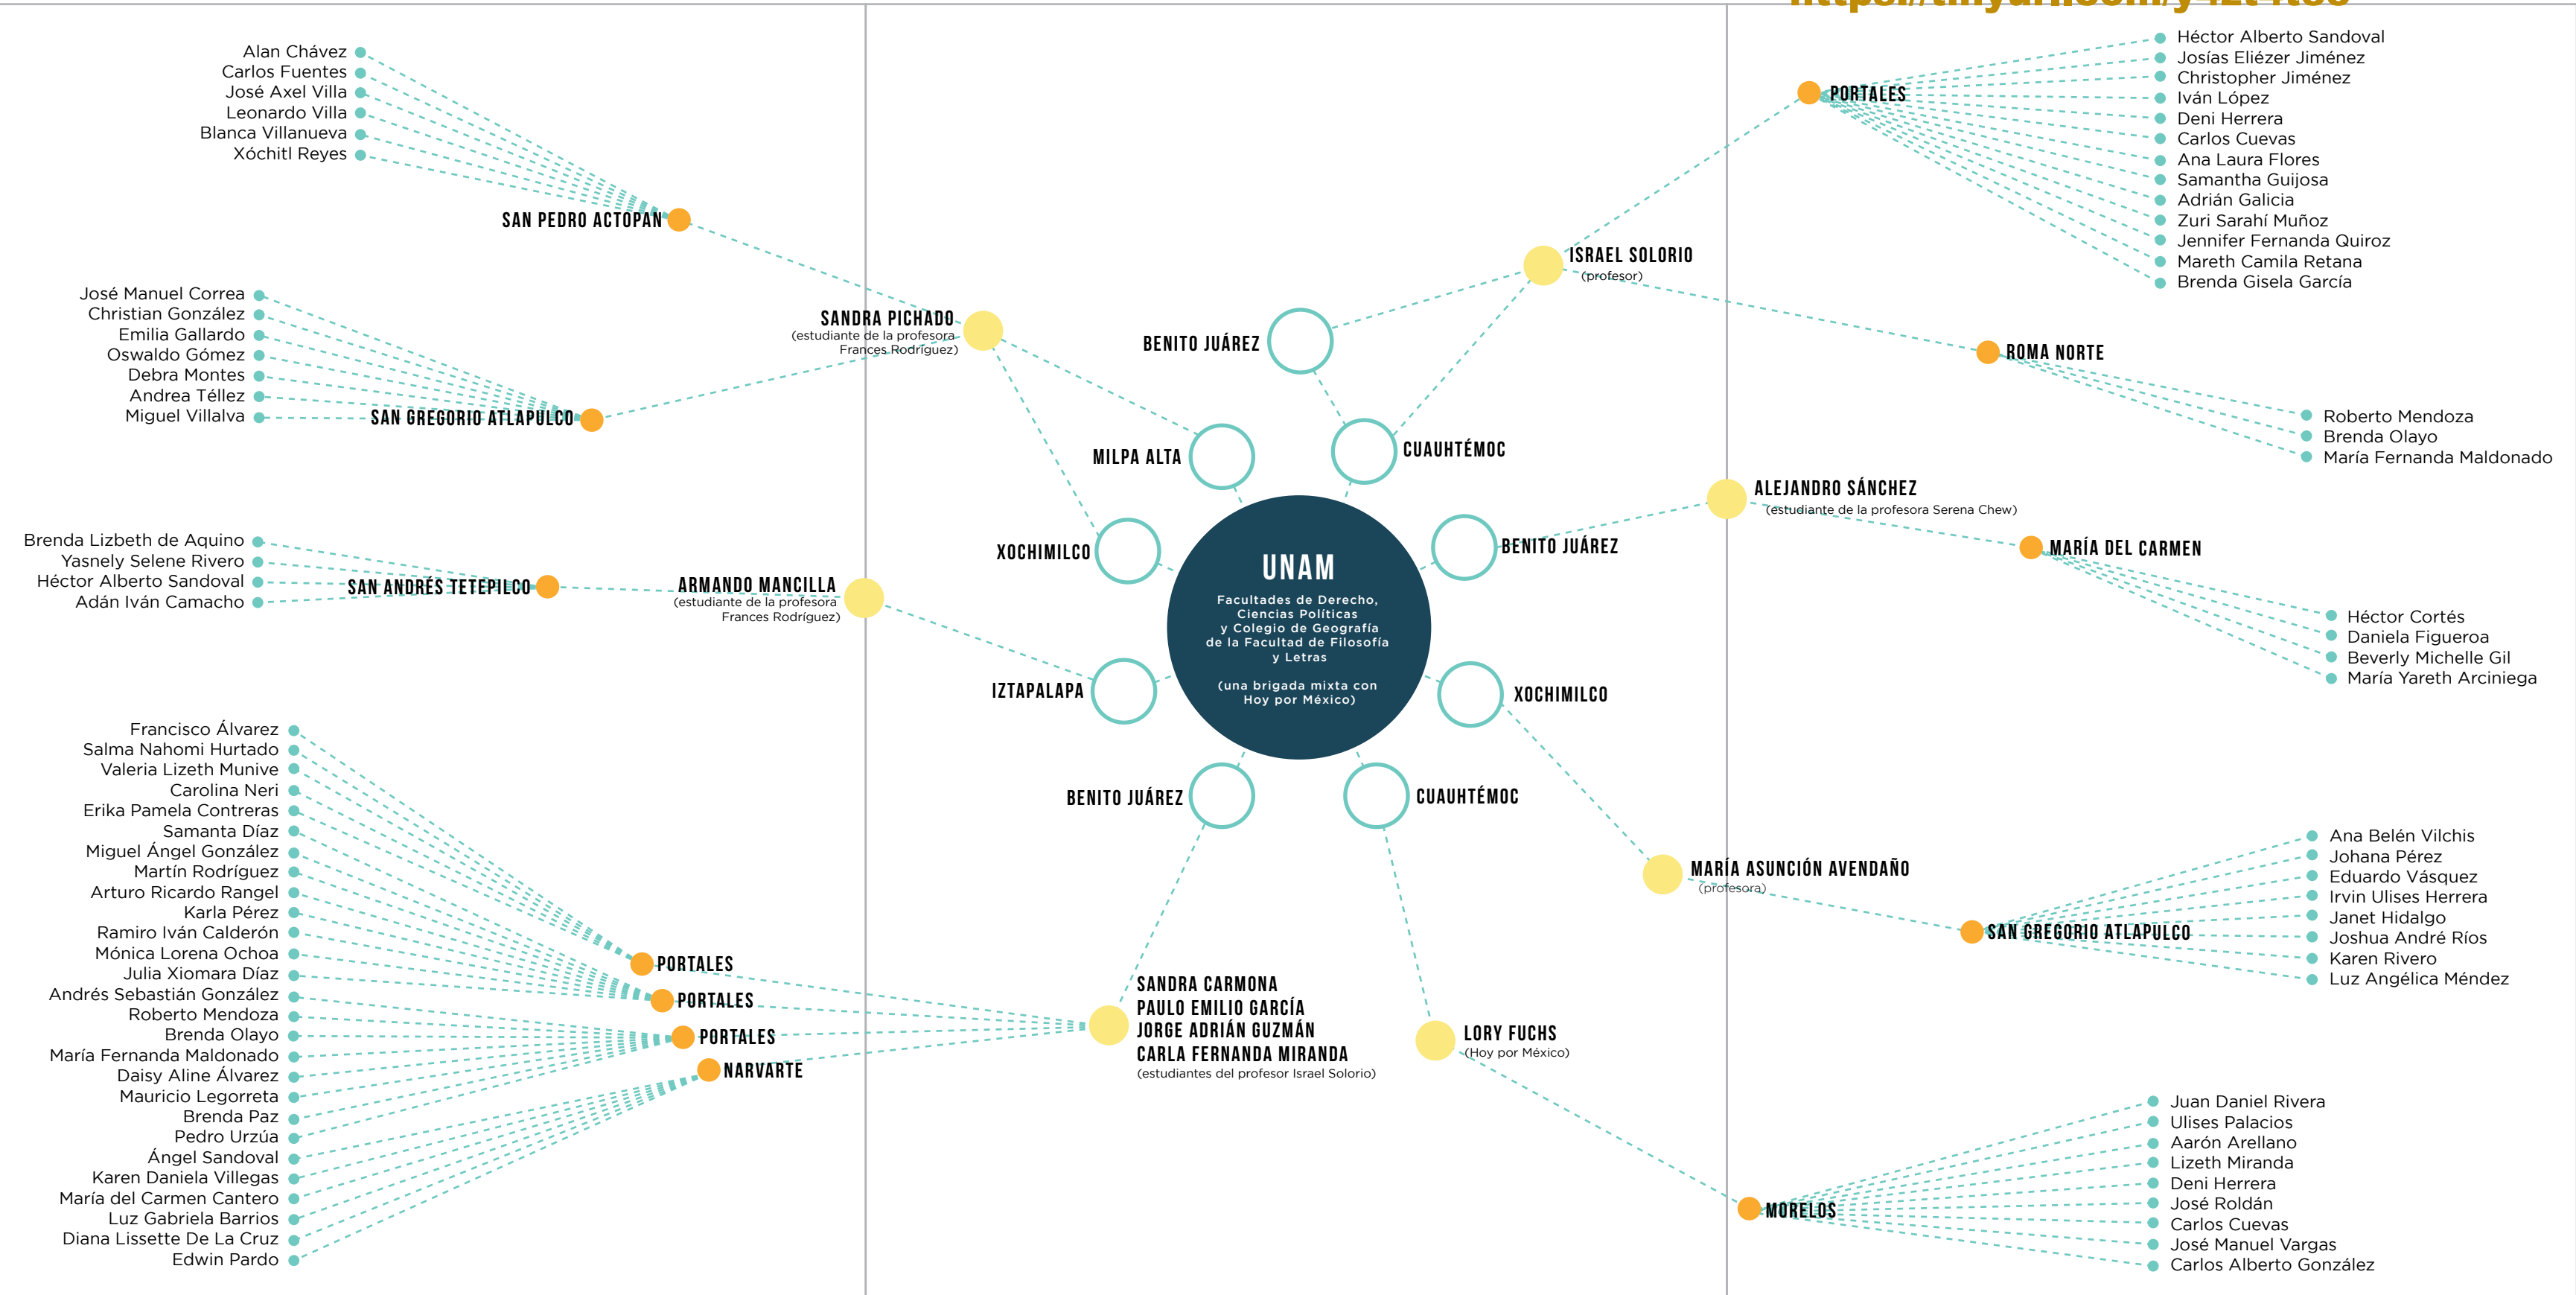 Alan Chávez
Carlos Fuentes
José Axel Villa
Leonardo Villa
Blanca Villanueva
Xóchitl Reyes
SAN PEDRO ACTOPAN
José Manuel Correa
Christian González
Emilia Gallardo
Oswaldo Gómez
Debra Montes
Andrea Téllez
Miguel Villalva
SAN GREGORIO ATLAPULCO
SANDRA PICHADO
(estudiante de la profesora
Frances Rodríguez)
Brenda Lizbeth de Aquino
Yasnely Selene Rivero
Héctor Alberto Sandoval
Adán Iván Camacho
SAN ANDRÉS TETEPILCO
ARMANDO MANCILLA
(estudiante de la profesora
Frances Rodríguez)
Francisco Álvarez
Salma Nahomi Hurtado
Valeria Lizeth Munive
Carolina Neri
Erika Pamela Contreras
Samanta Díaz
Miguel Ángel González
Martín Rodríguez
Arturo Ricardo Rangel
Karla Pérez
Ramiro Iván Calderón
Mónica Lorena Ochoa
Julia Xiomara Díaz
Andrés Sebastián González
Roberto Mendoza
Brenda Olayo
María Fernanda Maldonado
Daisy Aline Álvarez
Mauricio Legorreta
Brenda Paz
Pedro Urzúa
Ángel Sandoval
Karen Daniela Villegas
María del Carmen Cantero
Luz Gabriela Barrios
Diana Lissette De La Cruz
Edwin Pardo
PORTALES
PORTALES
PORTALES
NARVARTE
BENITO JUÁREZ
MILPA ALTA
CUAUHTÉMOC
XOCHIMILCO
BENITO JUÁREZ
IZTAPALAPA
XOCHIMILCO
BENITO JUÁREZ
CUAUHTÉMOC
UNAM
Facultades de Derecho,
Ciencias Políticas
y Colegio de Geografía
de la Facultad de Filosofía
y Letras
(una brigada mixta con
Hoy por México)
SANDRA CARMONA
PAULO EMILIO GARCÍA
JORGE ADRIÁN GUZMÁN
CARLA FERNANDA MIRANDA
(estudiantes del profesor Israel Solorio)
LORY FUCHS
(Hoy por México)
ISRAEL SOLORIO
(profesor)
PORTALES
Héctor Alberto Sandoval
Josías Eliézer Jiménez
Christopher Jiménez
Iván López
Deni Herrera
Carlos Cuevas
Ana Laura Flores
Samantha Guijosa
Adrián Galicia
Zuri Sarahí Muñoz
Jennifer Fernanda Quiroz
Mareth Camila Retana
Brenda Gisela García
ROMA NORTE
Roberto Mendoza
Brenda Olayo
María Fernanda Maldonado
ALEJANDRO SÁNCHEZ
(estudiante de la profesora Serena Chew)
MARÍA DEL CARMEN
Héctor Cortés
Daniela Figueroa
Beverly Michelle Gil
María Yareth Arciniega
MARÍA ASUNCIÓN AVENDAÑO
(profesora)
SAN GREGORIO ATLAPULCO
Ana Belén Vilchis
Johana Pérez
Eduardo Vásquez
Irvin Ulises Herrera
Janet Hidalgo
Joshua André Ríos
Karen Rivero
Luz Angélica Méndez
MORELOS
Juan Daniel Rivera
Ulises Palacios
Aarón Arellano
Lizeth Miranda
Deni Herrera
José Roldán
Carlos Cuevas
José Manuel Vargas
Carlos Alberto González